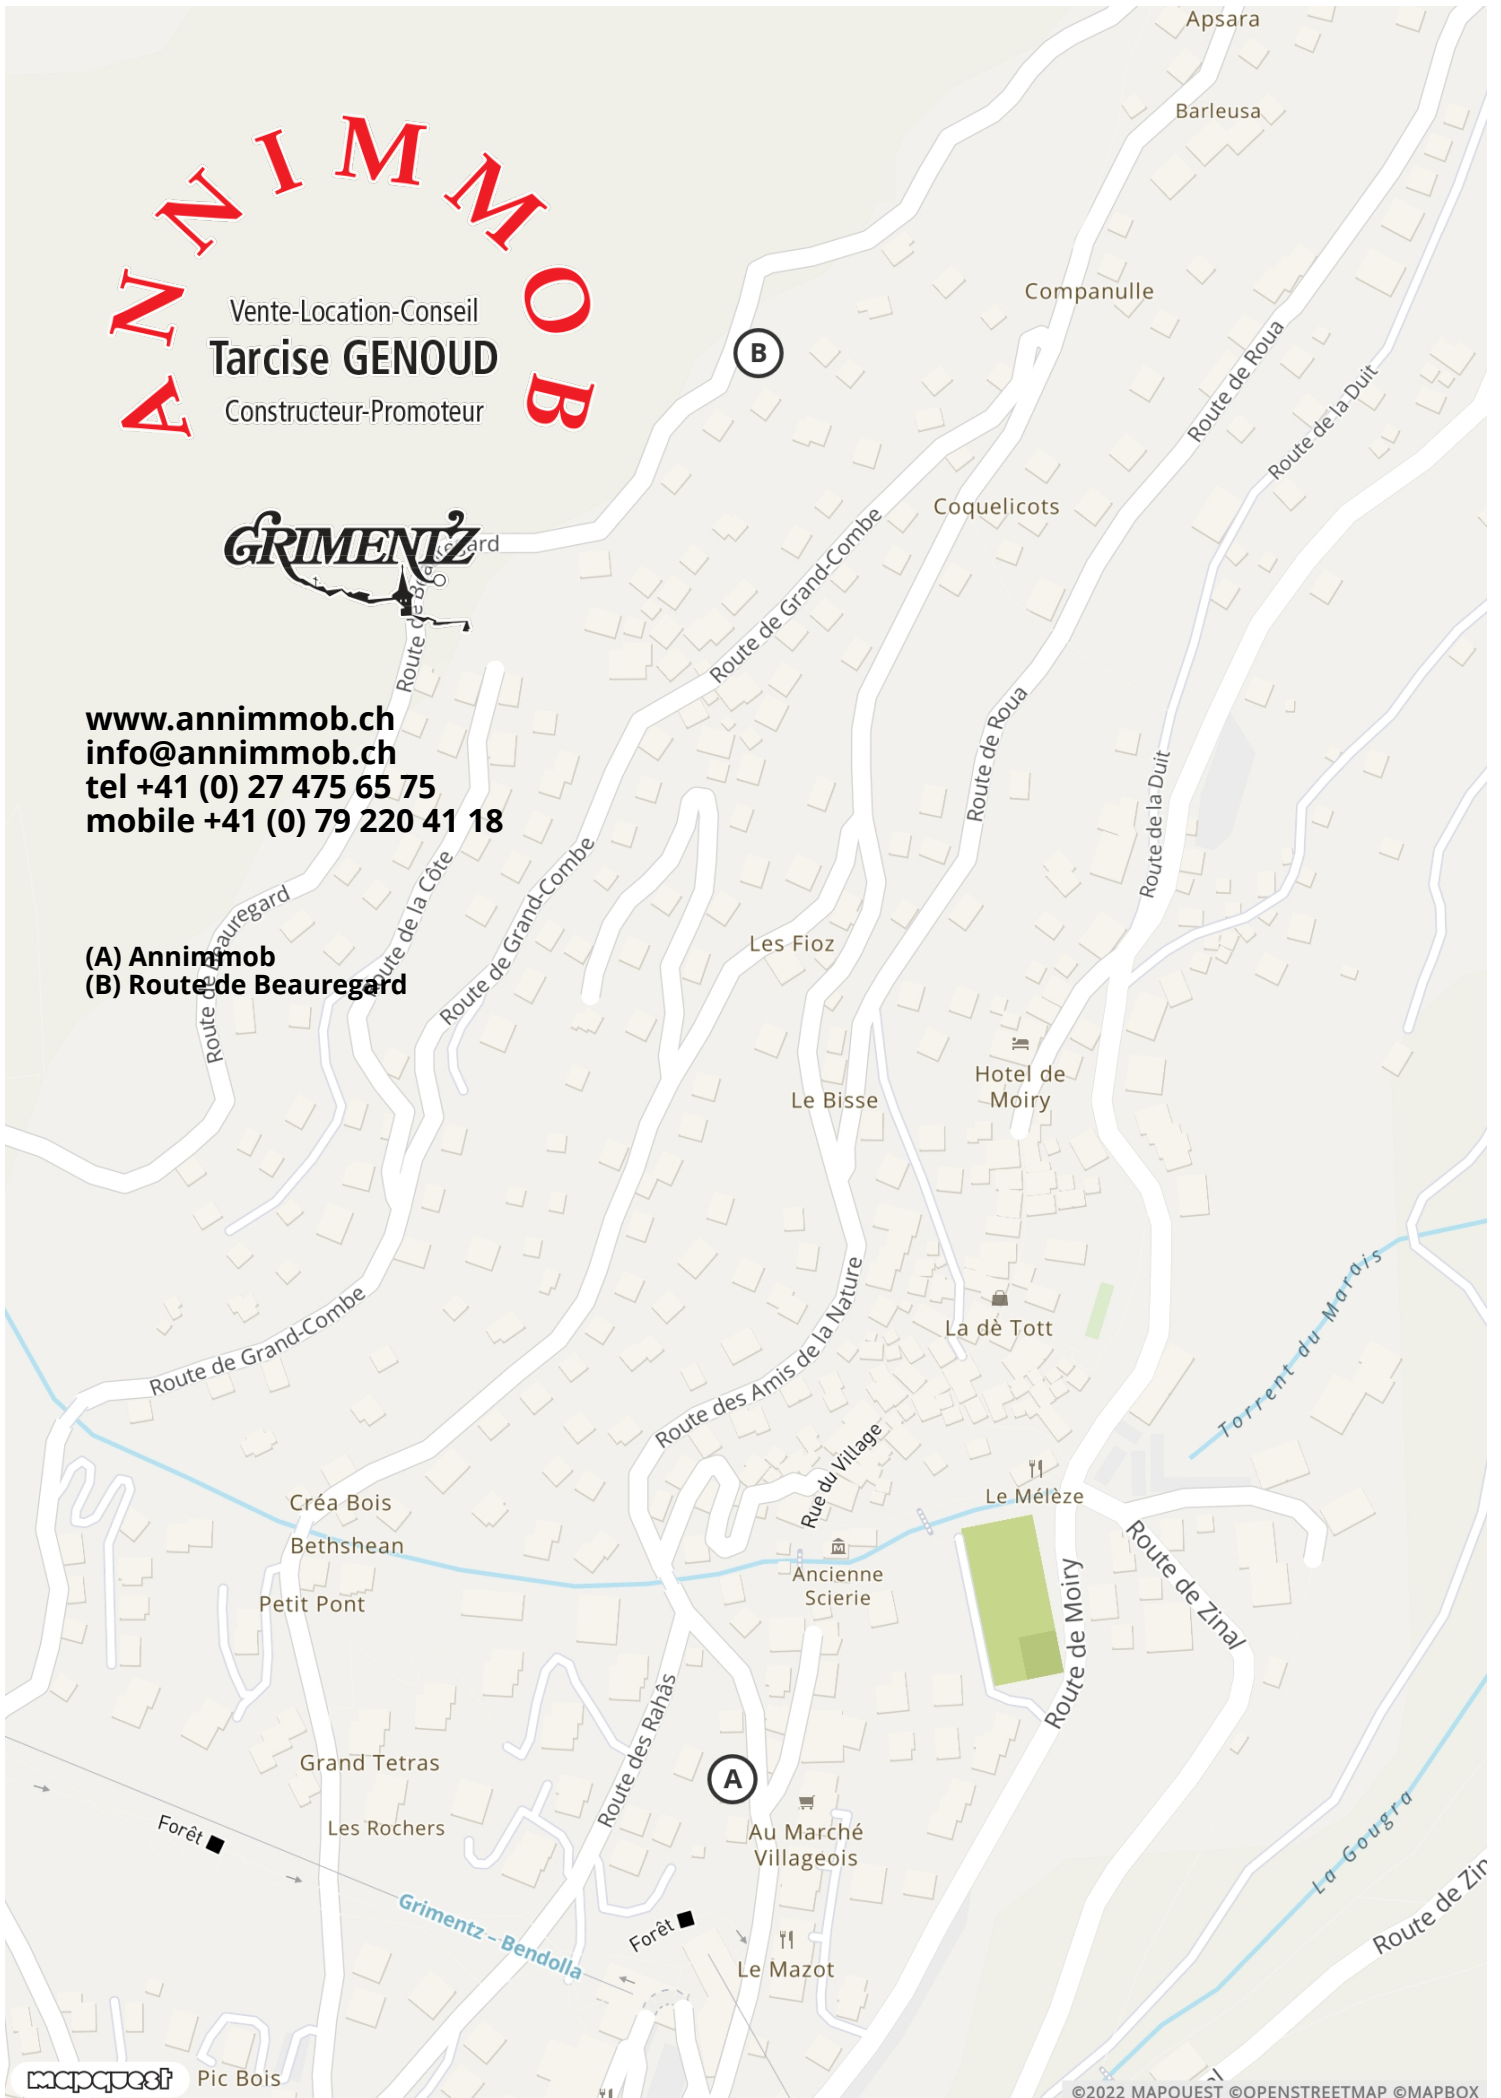 Apsara
Barleusa
ANNIMMOB
Vente-Location-Conseil
Tarcise GENOUD
Constructeur-Promoteur
Companulle
B
Route de Roua
Route de la Duit
GRIMENTZ
Route de Beauregard
Coquelicots
Route de Grand-Combe
Route de Roua
www.annimmob.ch
info@annimmob.ch
tel +41 (0) 27 475 65 75
mobile +41 (0) 79 220 41 18
Route de la Duit
Route de la Côte
Route de Grand-Combe
Route de Beauregard
Les Fioz
(A) Annimmob
(B) Route de Beauregard
Hotel de
Moiry
Le Bisse
Route des Amis de la Nature
Torrent du Marais
La dè Tott
Route de Grand-Combe
Rue du Village
Le Mélèze
Créa Bois
Bethshean
Petit Pont
Ancienne
Scierie
Route de Moiry
Route de Zinal
Route des Rahâs
Grand Tetras
A
Les Rochers
Forêt
Au Marché
Villageois
La Gougra
Grimentz – Bendolla
Forêt
Route de Zin
Le Mazot
mapquest
Pic Bois
©2022 MAPQUEST ©OPENSTREETMAP ©MAPBOX